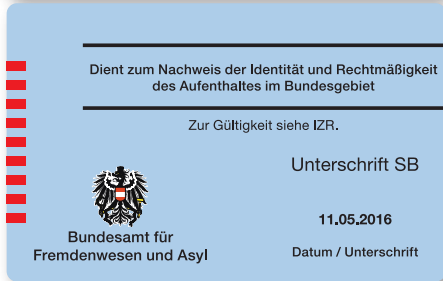 Dient zum Nachweis der Identität und Rechtmäßigkeit
des Aufenthaltes im Bundesgebiet
Zur Gültigkeit siehe IZR.
Unterschrift SB
11.05.2016
Datum / Unterschrift
Bundesamt für
Fremdenwesen und Asyl